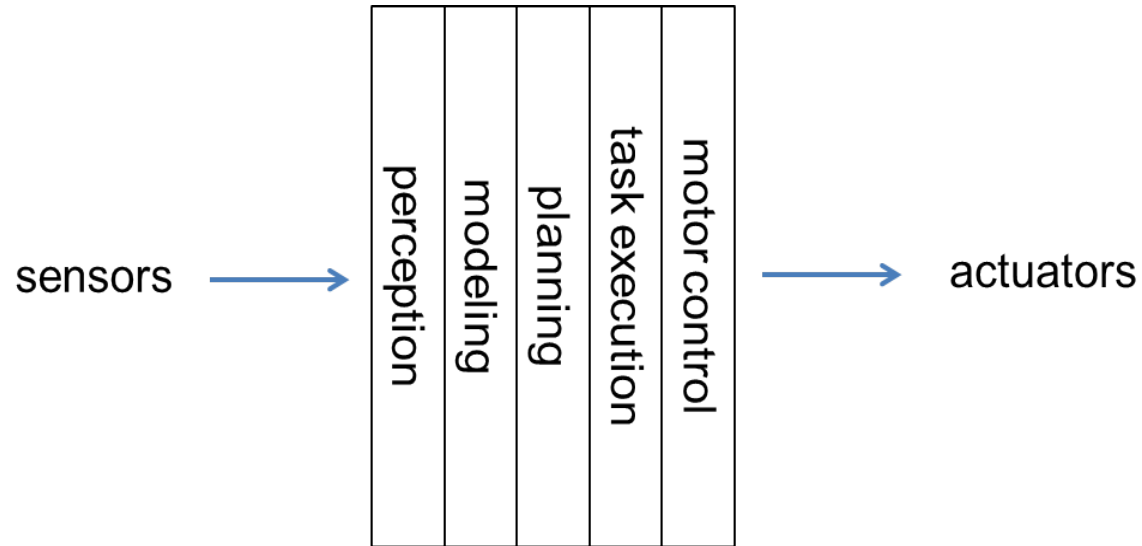 sensors
perception
modeling
planning
task execution
motor control
actuators